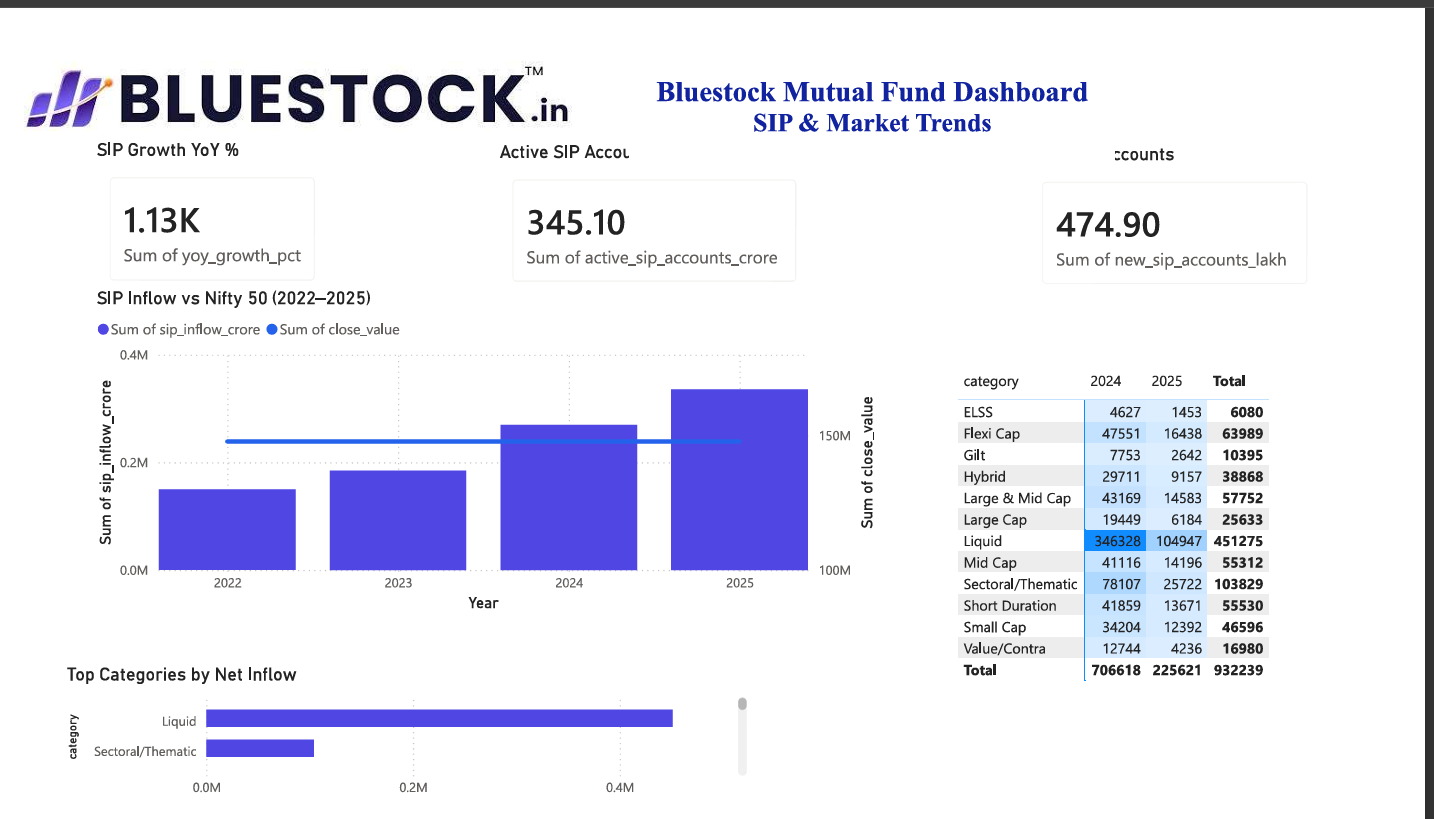 BLUESTOCK.in™
Bluestock Mutual Fund Dashboard
SIP & Market Trends
SIP Growth YoY %
Active SIP Accou
ccounts
1.13K
Sum of yoy_growth_pct
345.10
Sum of active_sip_accounts_crore
474.90
Sum of new_sip_accounts_lakh
SIP Inflow vs Nifty 50 (2022–2025)
Sum of sip_inflow_crore Sum of close_value
Sum of sip_inflow_crore
0.4M
0.2M
0.0M
2022 2023 2024 2025
Year
150M
100M
Sum of close_value
category 2024 2025 Total
ELSS 4627 1453 6080
Flexi Cap 47551 16438 63989
Gilt 7753 2642 10395
Hybrid 29711 9157 38868
Large & Mid Cap 43169 14583 57752
Large Cap 19449 6184 25633
Liquid 346328 104947 451275
Mid Cap 41116 14196 55312
Sectoral/Thematic 78107 25722 103829
Short Duration 41859 13671 55530
Small Cap 34204 12392 46596
Value/Contra 12744 4236 16980
Total 706618 225621 932239
Top Categories by Net Inflow
category
Liquid
Sectoral/Thematic
0.0M 0.2M 0.4M